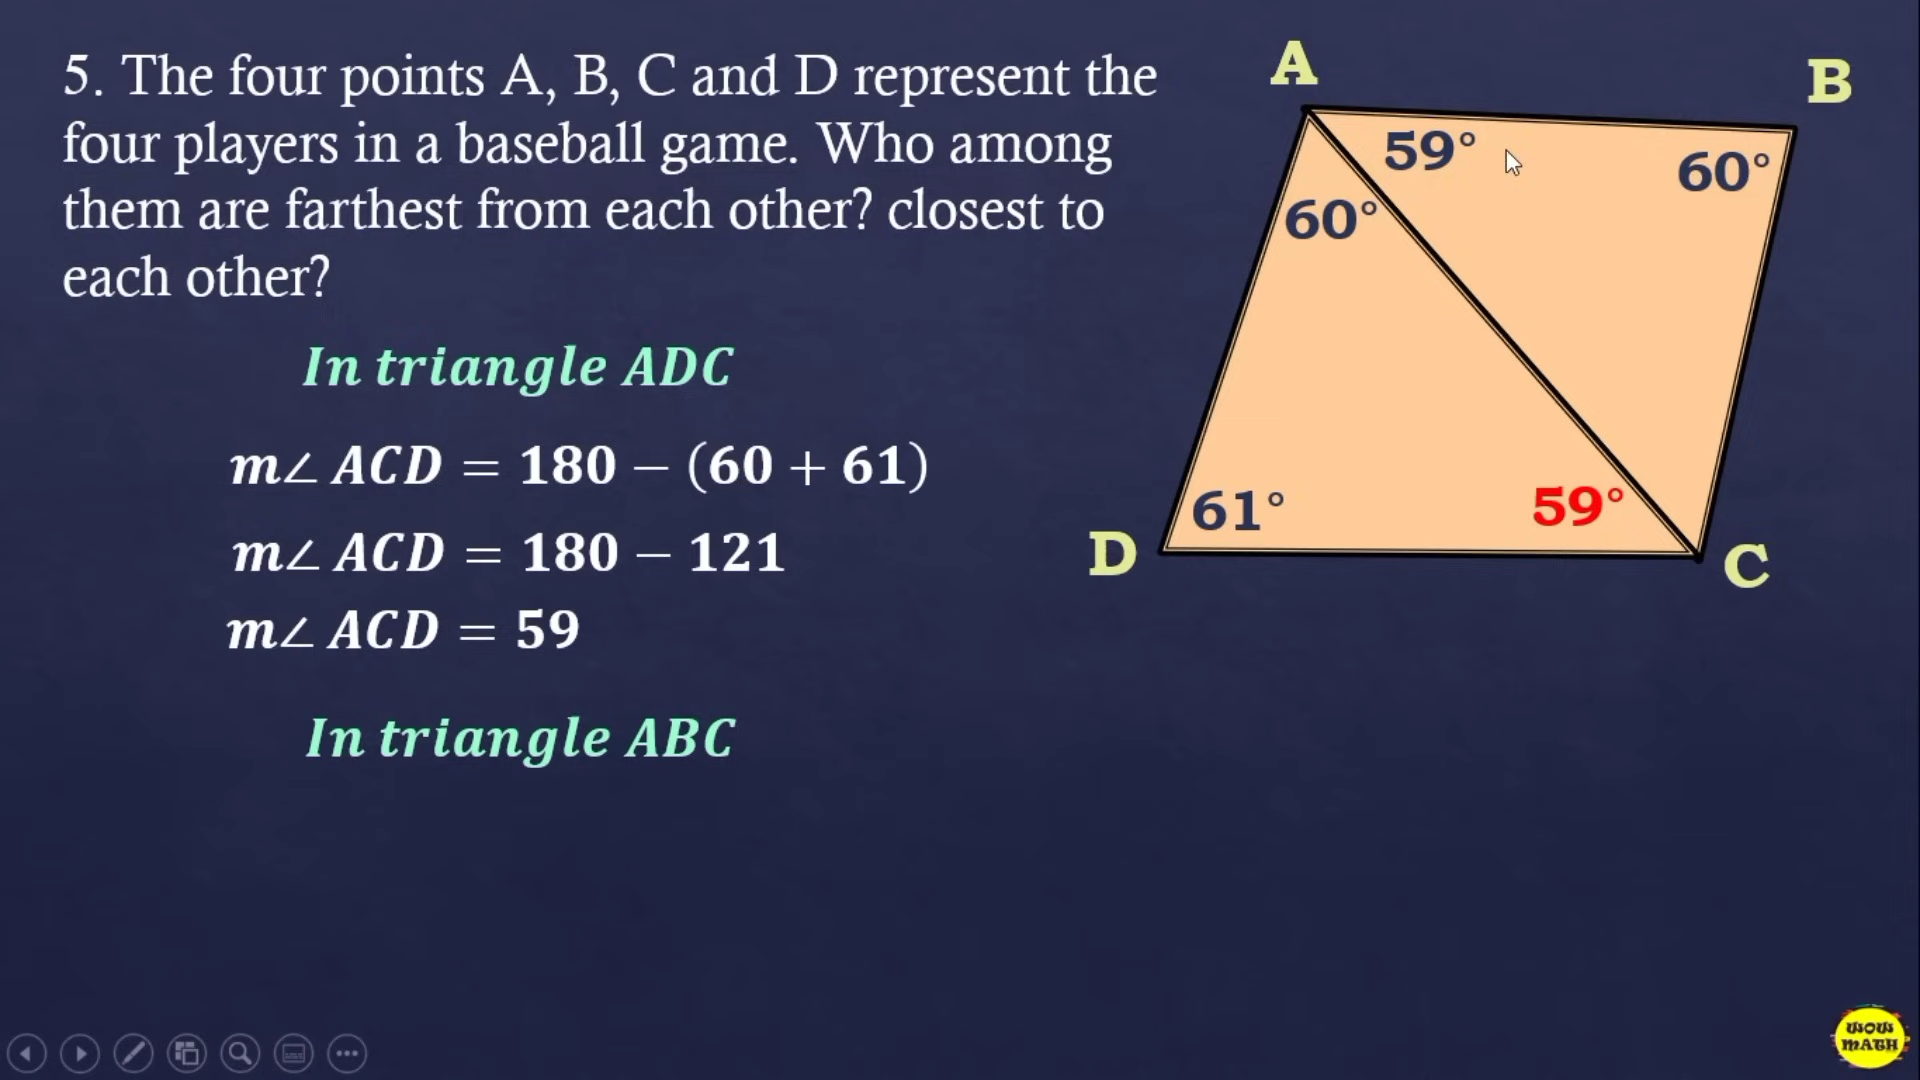 5. The four points A, B, C and D represent the
four players in a baseball game. Who among
them are farthest from each other? closest to
each other?
In triangle ADC
m∠ ACD = 180 − (60 + 61)
m∠ ACD = 180 − 121
m∠ ACD = 59
In triangle ABC
A
B
59°
60°
60°
61°
59°
D
C
WOW
MATH